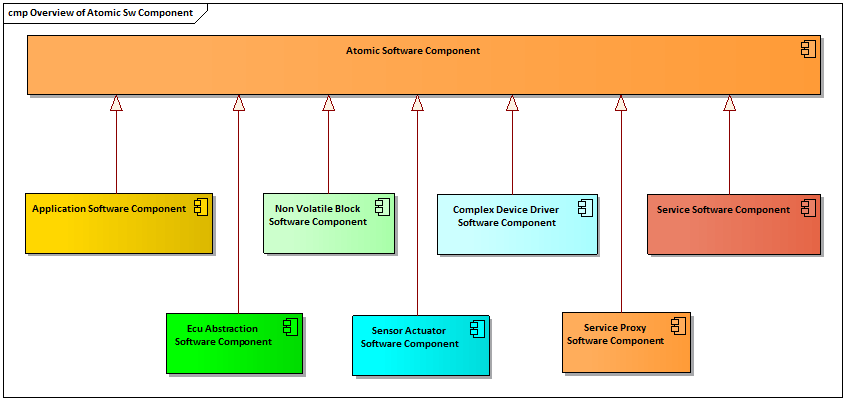 cmp Overview of Atomic Sw Component
Atomic Software Component
Application Software Component
Non Volatile Block
Software Component
Complex Device Driver
Software Component
Service Software Component
Ecu Abstraction
Software Component
Sensor Actuator
Software Component
Service Proxy
Software Component